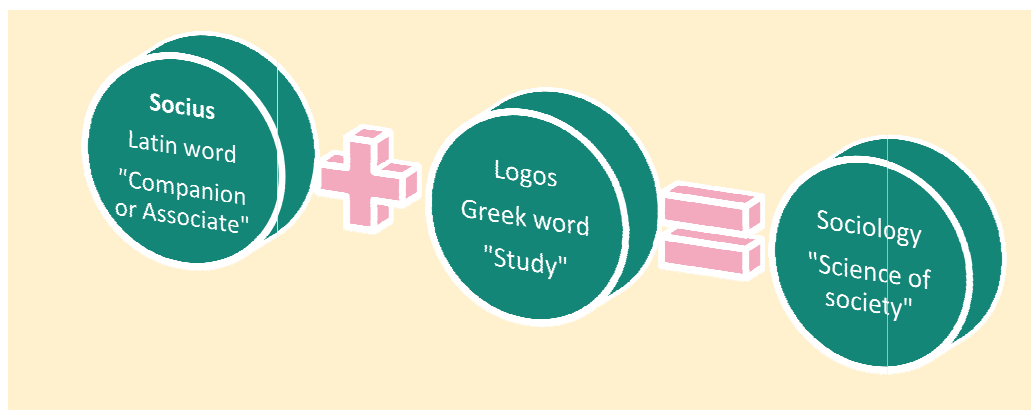 Socius
Latin word
"Companion
or Associate"
Logos
Greek word
"Study"
Sociology
"Science of
society"